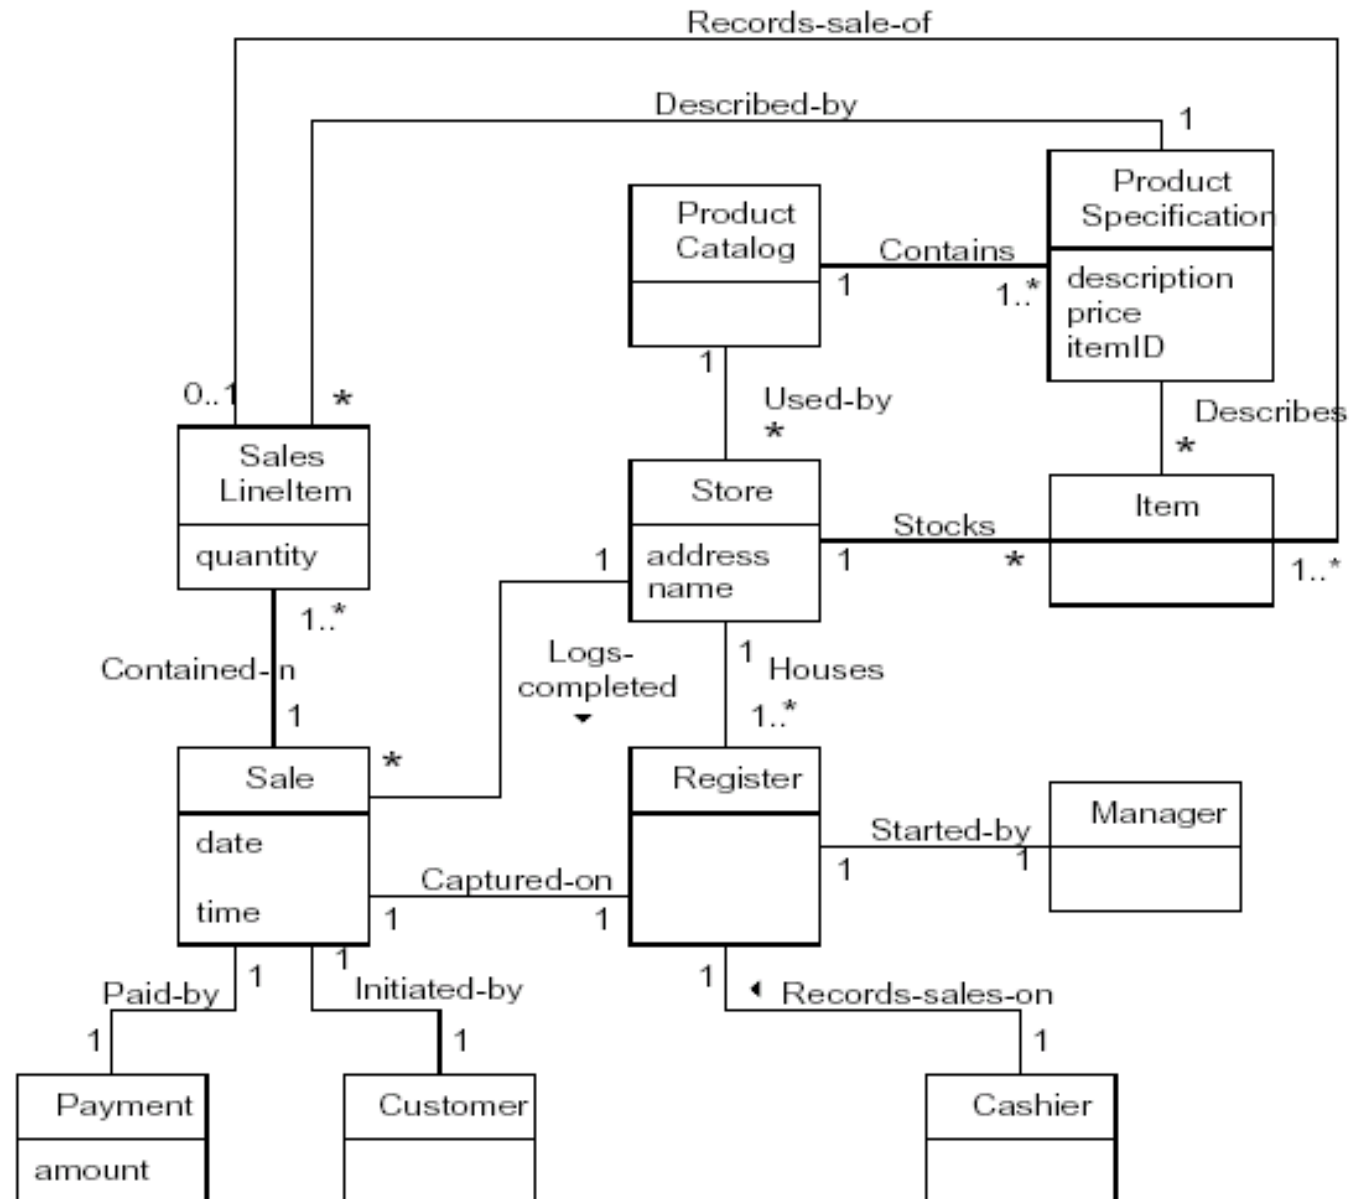 Records-sale-of
Described-by
1
Product
Specification
Product
Catalog
Contains
1
1..*
description
price
itemID
1
0..1
*
Used-by
*
Describes
*
Sales
LineItem
Store
Item
Stocks
quantity
1
address
name
1
*
1..*
1..*
Logs-
completed
1
Houses
Contained-in
1
1..*
*
Sale
Register
Manager
date
time
Started-by
1
1
Captured-on
1
1
1
1
1
Paid-by
Initiated-by
Records-sales-on
1
1
1
Payment
Customer
Cashier
amount